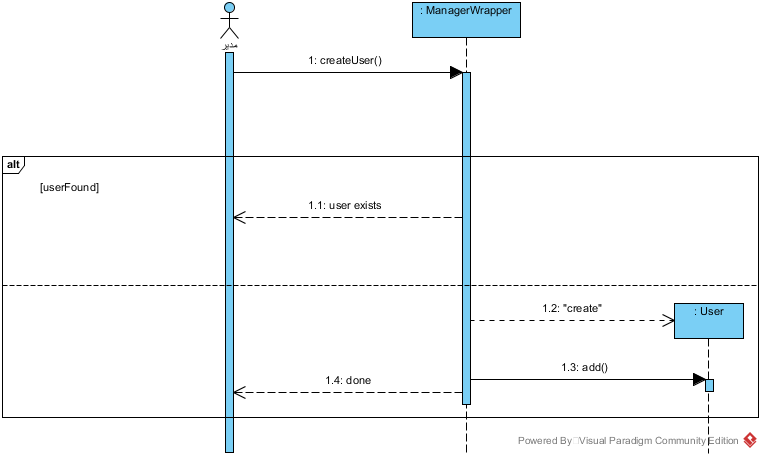 : ManagerWrapper
مدير
1: createUser()
alt
[userFound]
1.1: user exists
1.2: "create"
: User
1.3: add()
1.4: done
Powered By Visual Paradigm Community Edition